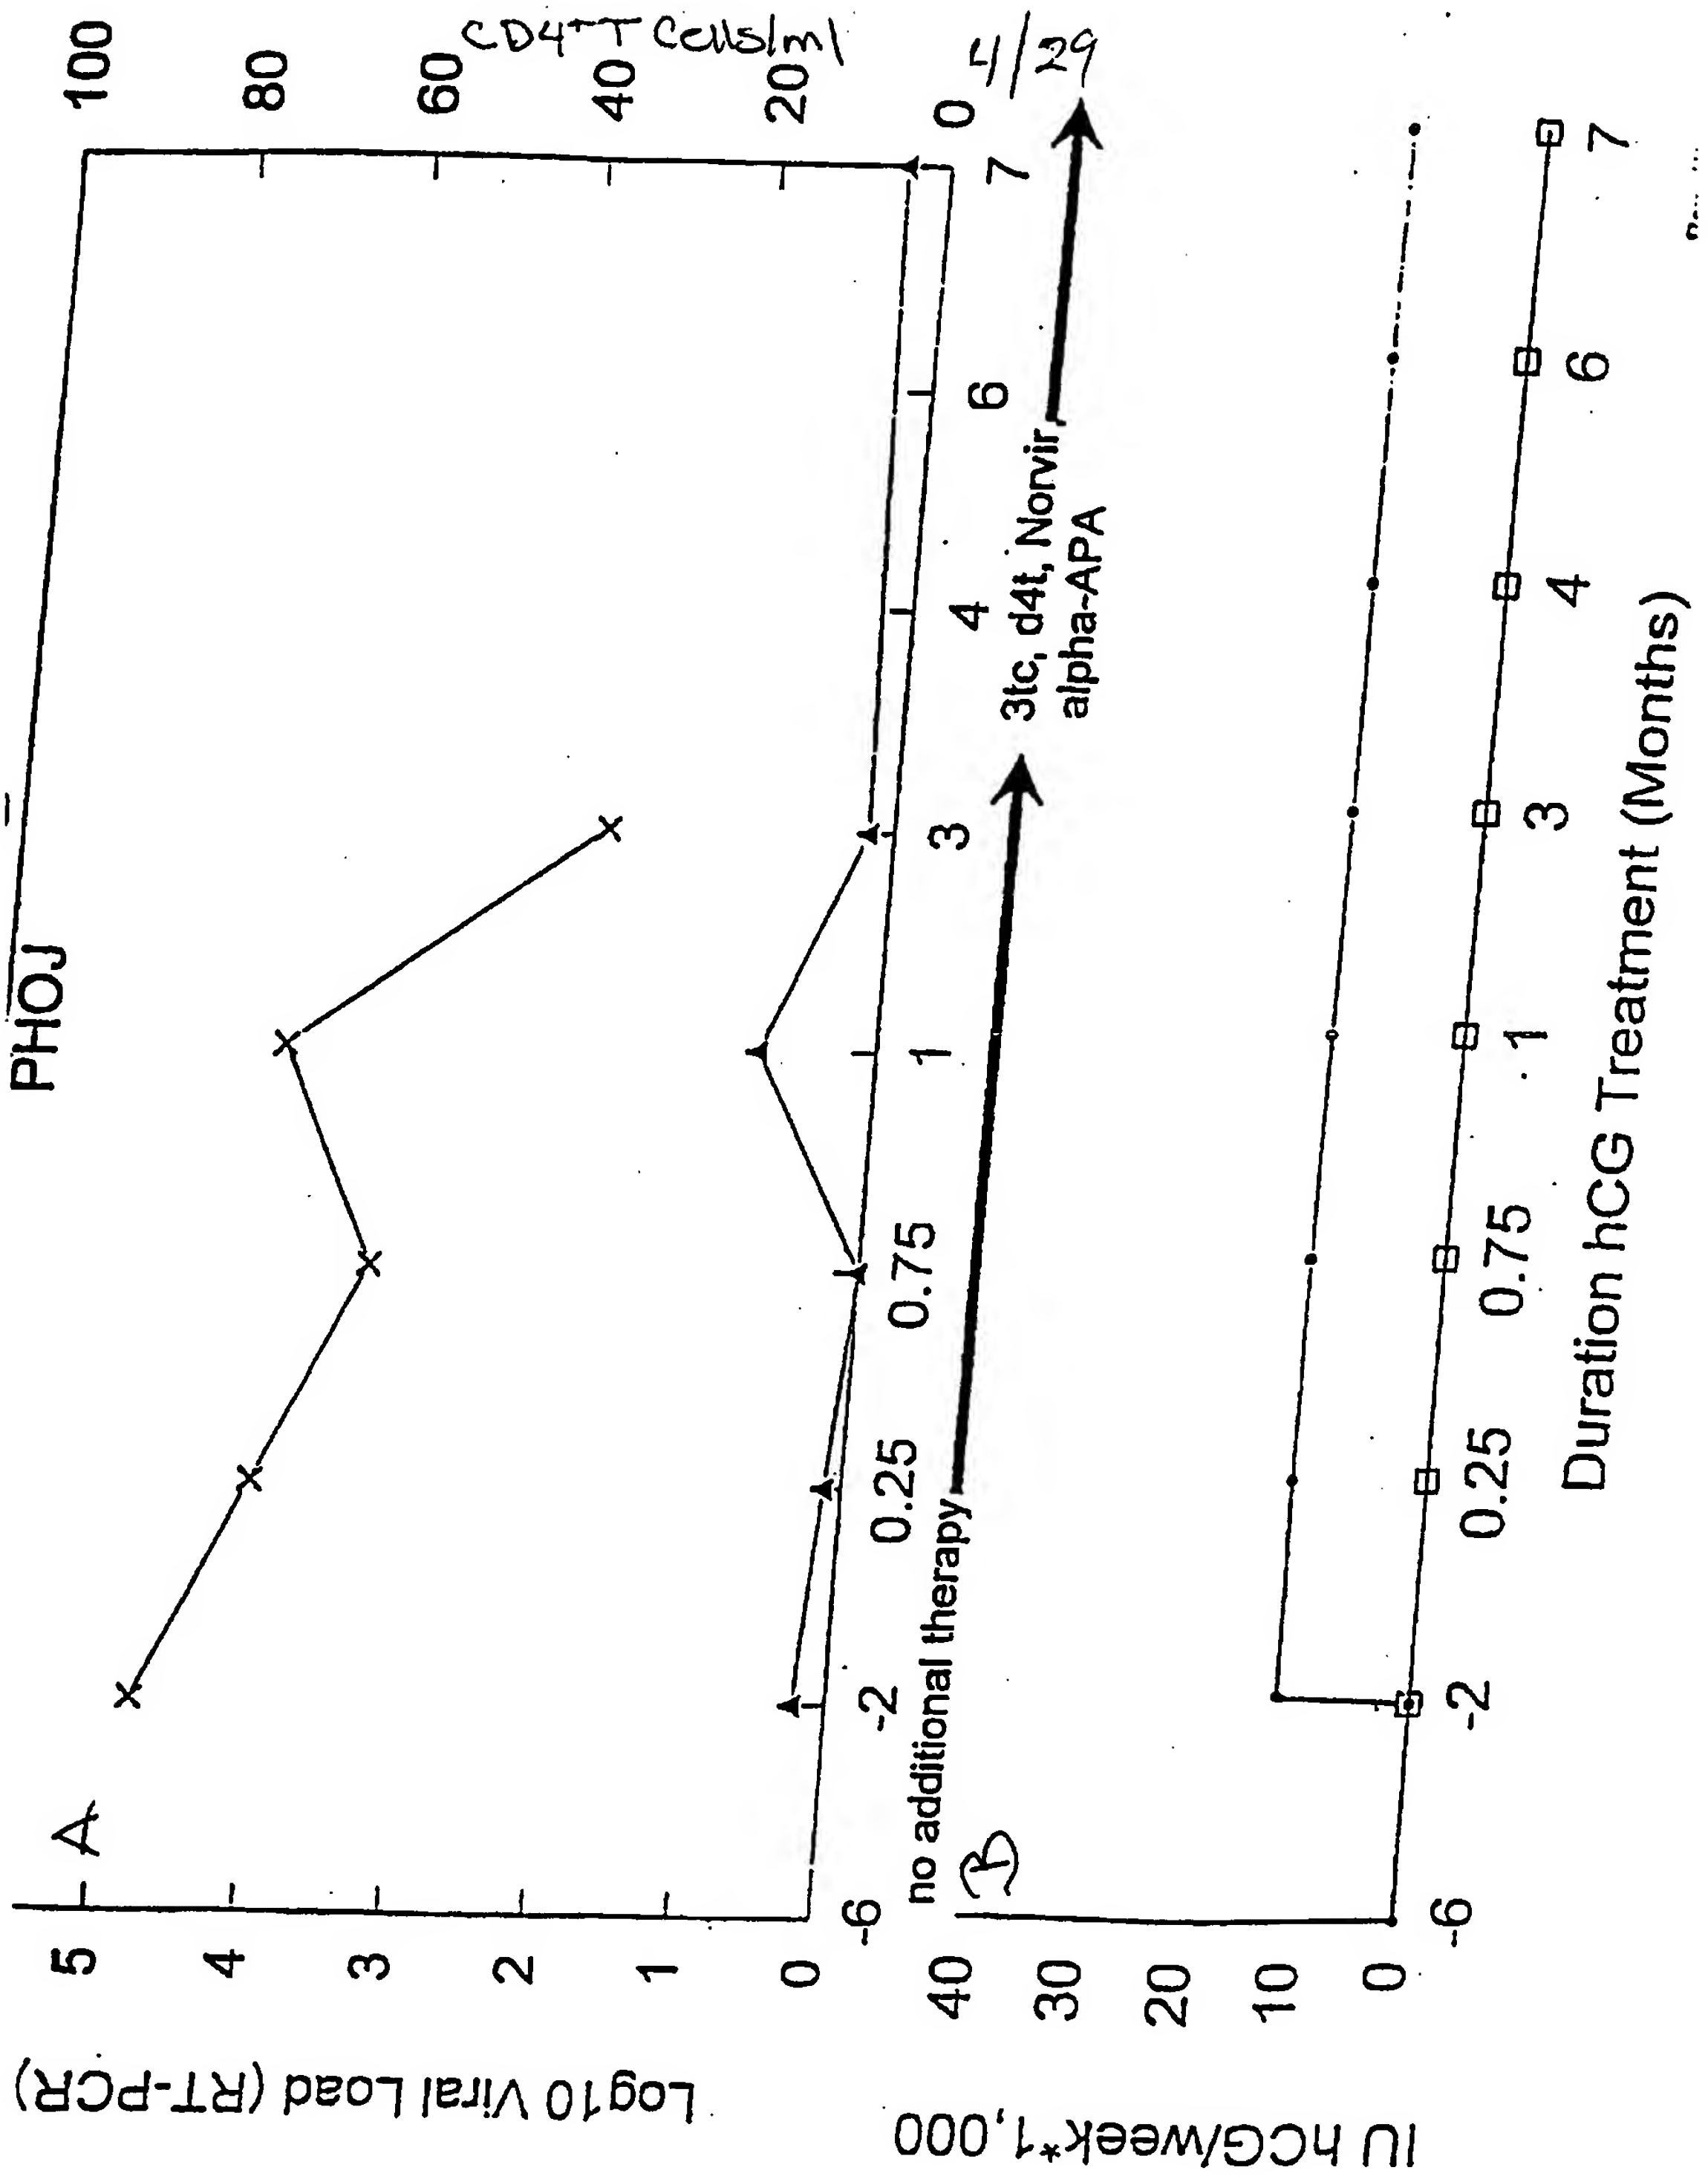 PHOJ
A
Log10 Viral Load (RT-PCR)
5
4
3
2
1
0
CD4+T Cells/ml
100
80
60
40
20
0
-6 -2 0.25 0.75 1 3 4 6 7
no additional therapy
3tc, d4t, Norvir,
alpha-APA
4/29
B
IU hCG/week*1,000
40
30
20
10
0
-6 -2 0.25 0.75 1 3 4 6 7
Duration hCG Treatment (Months)